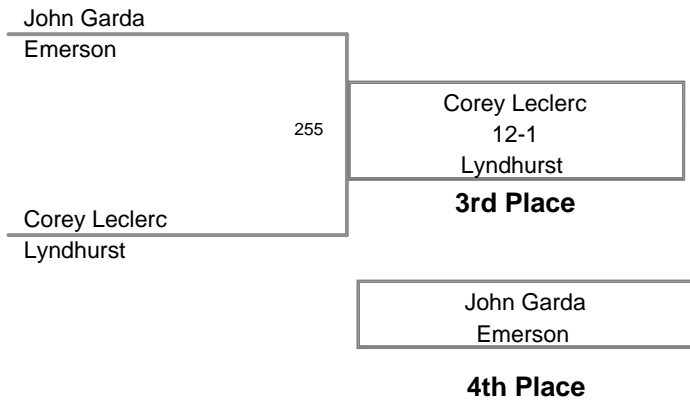 John Garda
Emerson
255
Corey Leclerc
12-1
Lyndhurst
3rd Place
Corey Leclerc
Lyndhurst
John Garda
Emerson
4th Place